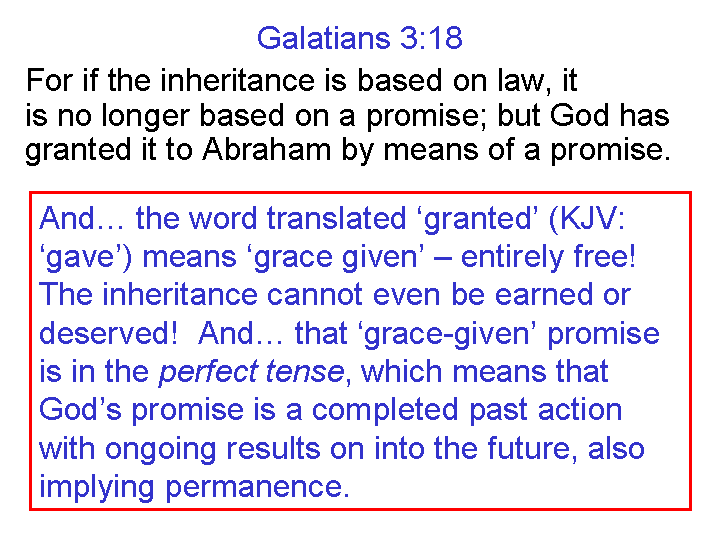 Galatians 3:18
For if the inheritance is based on law, it
is no longer based on a promise; but God has
granted it to Abraham by means of a promise.
And… the word translated ‘granted’ (KJV:
‘gave’) means ‘grace given’ – entirely free!
The inheritance cannot even be earned or
deserved!  And… that ‘grace-given’ promise
is in the perfect tense, which means that
God’s promise is a completed past action
with ongoing results on into the future, also
implying permanence.